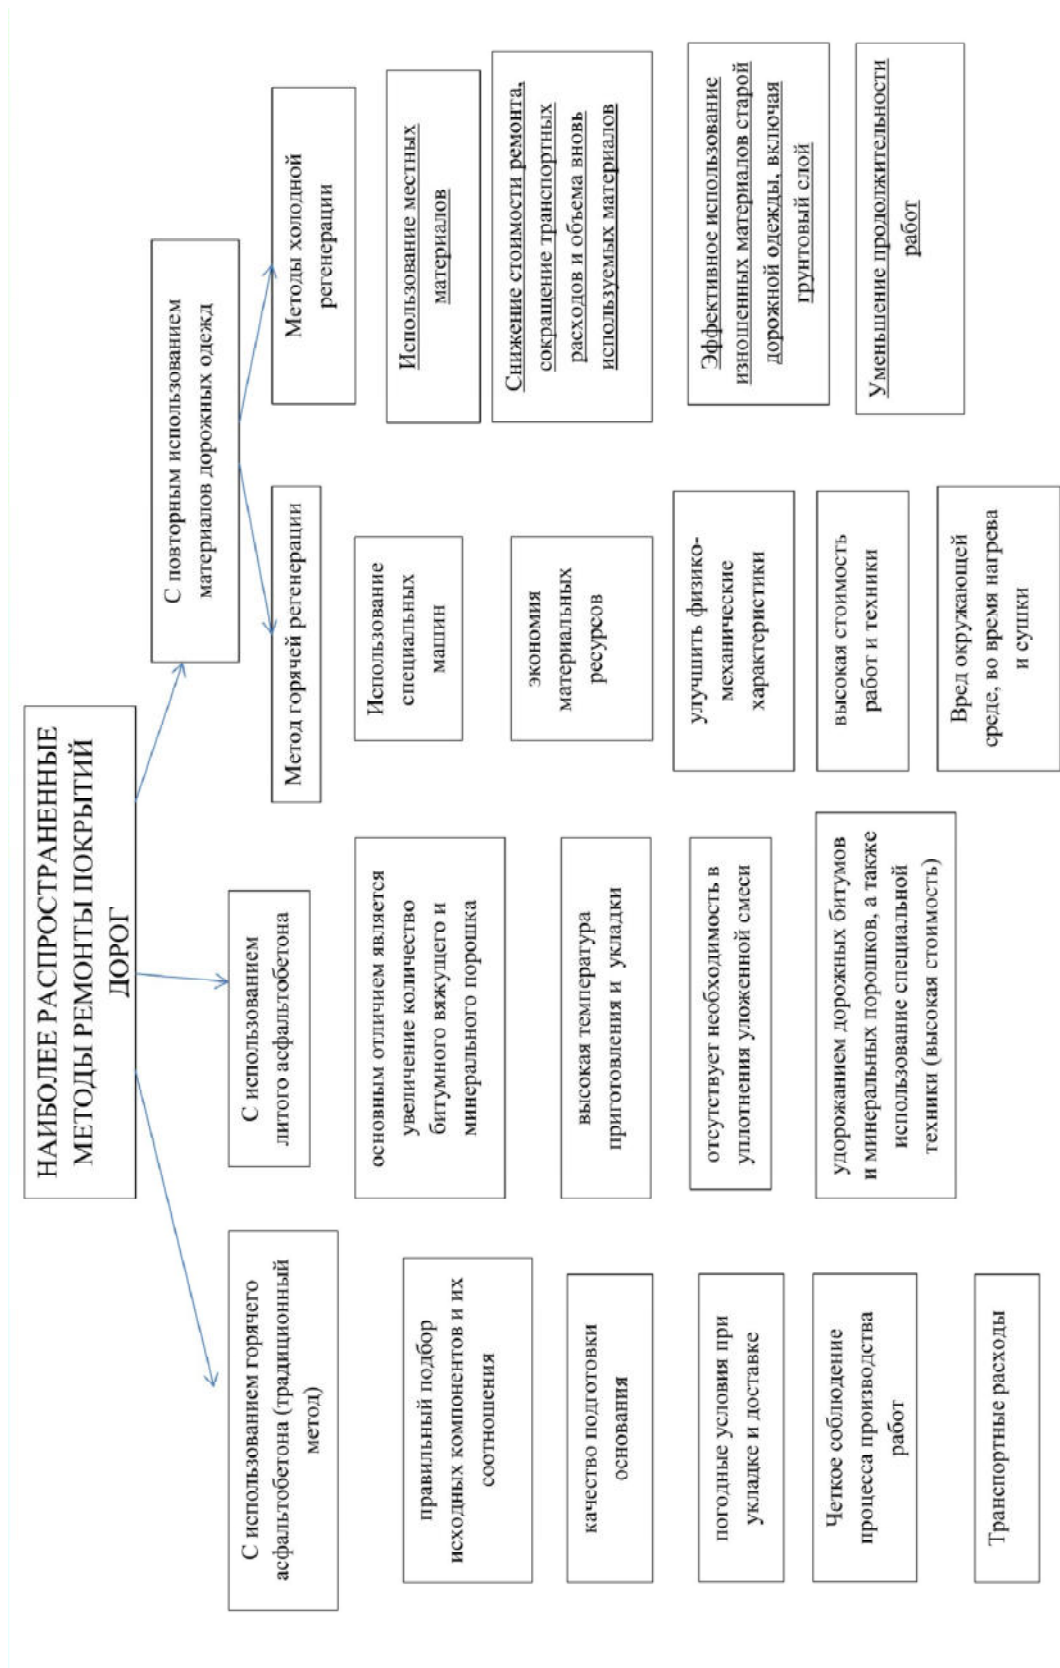 НАИБОЛЕЕ РАСПРОСТРАНЕННЫЕ
МЕТОДЫ РЕМОНТЫ ПОКРЫТИЙ
ДОРОГ
С использованием горячего
асфальтобетона (традиционный
метод)
правильный подбор
исходных компонентов и их
соотношения
качество подготовки
основания
погодные условия при
укладке и доставке
Четкое соблюдение
процесса производства
работ
Транспортные расходы
С использованием
литого асфальтобетона
основным отличием является
увеличение количество
битумного вяжущего и
минерального порошка
высокая температура
приготовления и укладки
отсутствует необходимость в
уплотнения уложенной смеси
удорожанием дорожных битумов
и минеральных порошков, а также
использование специальной
техники (высокая стоимость)
С повторным использованием
материалов дорожных одежд
Метод горячей регенерации
Использование
специальных
машин
экономия
материальных
ресурсов
улучшить физико-
механические
характеристики
высокая стоимость
работ и техники
Вред окружающей
среде, во время нагрева
и сушки
Методы холодной
регенерации
Использование местных
материалов
Снижение стоимости ремонта,
сокращение транспортных
расходов и объема вновь
используемых материалов
Эффективное использование
изношенных материалов старой
дорожной одежды, включая
грунтовый слой
Уменьшение продолжительности
работ